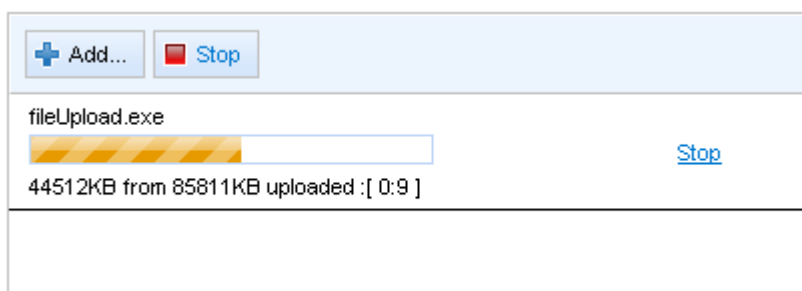 Add... Stop
fileUpload.exe
Stop
44512KB from 85811KB uploaded :[ 0:9 ]